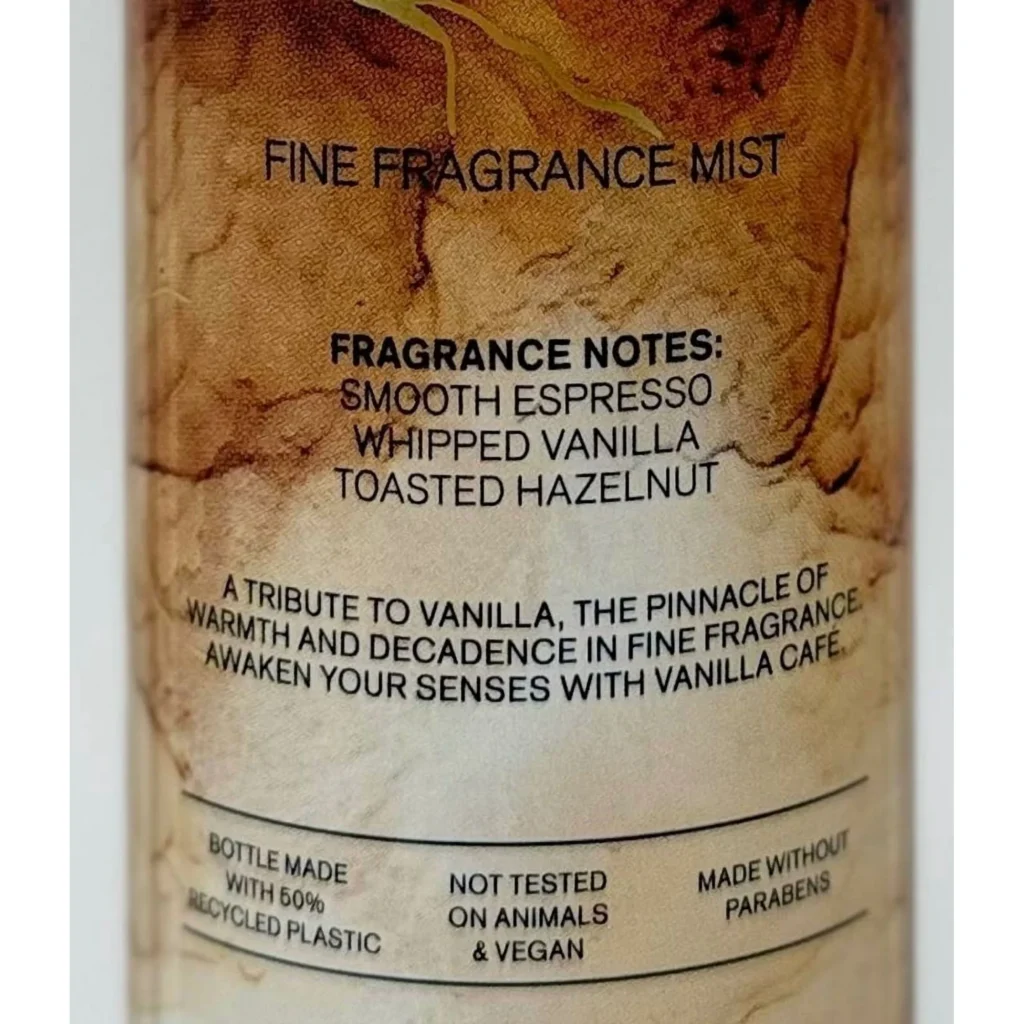 FINE FRAGRANCE MIST
FRAGRANCE NOTES:
SMOOTH ESPRESSO
WHIPPED VANILLA
TOASTED HAZELNUT
A TRIBUTE TO VANILLA, THE PINNACLE OF
WARMTH AND DECADENCE IN FINE FRAGRANCE.
AWAKEN YOUR SENSES WITH VANILLA CAFÉ.
BOTTLE MADE
WITH 50%
RECYCLED PLASTIC
NOT TESTED
ON ANIMALS
& VEGAN
MADE WITHOUT
PARABENS